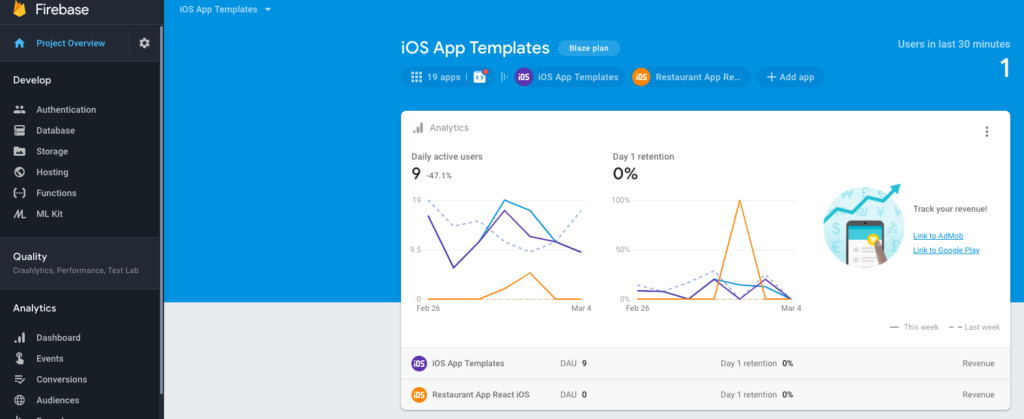 Firebase
Project Overview
Develop
Authentication
Database
Storage
Hosting
Functions
ML Kit
Quality
Crashlytics, Performance, Test Lab
Analytics
Dashboard
Events
Conversions
Audiences
iOS App Templates
iOS App Templates Blaze plan
19 apps iOS iOS App Templates iOS Restaurant App Re... + Add app
Users in last 30 minutes
1
Analytics
Daily active users
9 -47.1%
19
9.5
0
Feb 26 Mar 4
Day 1 retention
0%
100%
50%
0%
Feb 26 Mar 4
Track your revenue!
Link to AdMob
Link to Google Play
This week Last week
iOS iOS App Templates DAU 9 Day 1 retention 0% Revenue
iOS Restaurant App React iOS DAU 0 Day 1 retention 0% Revenue